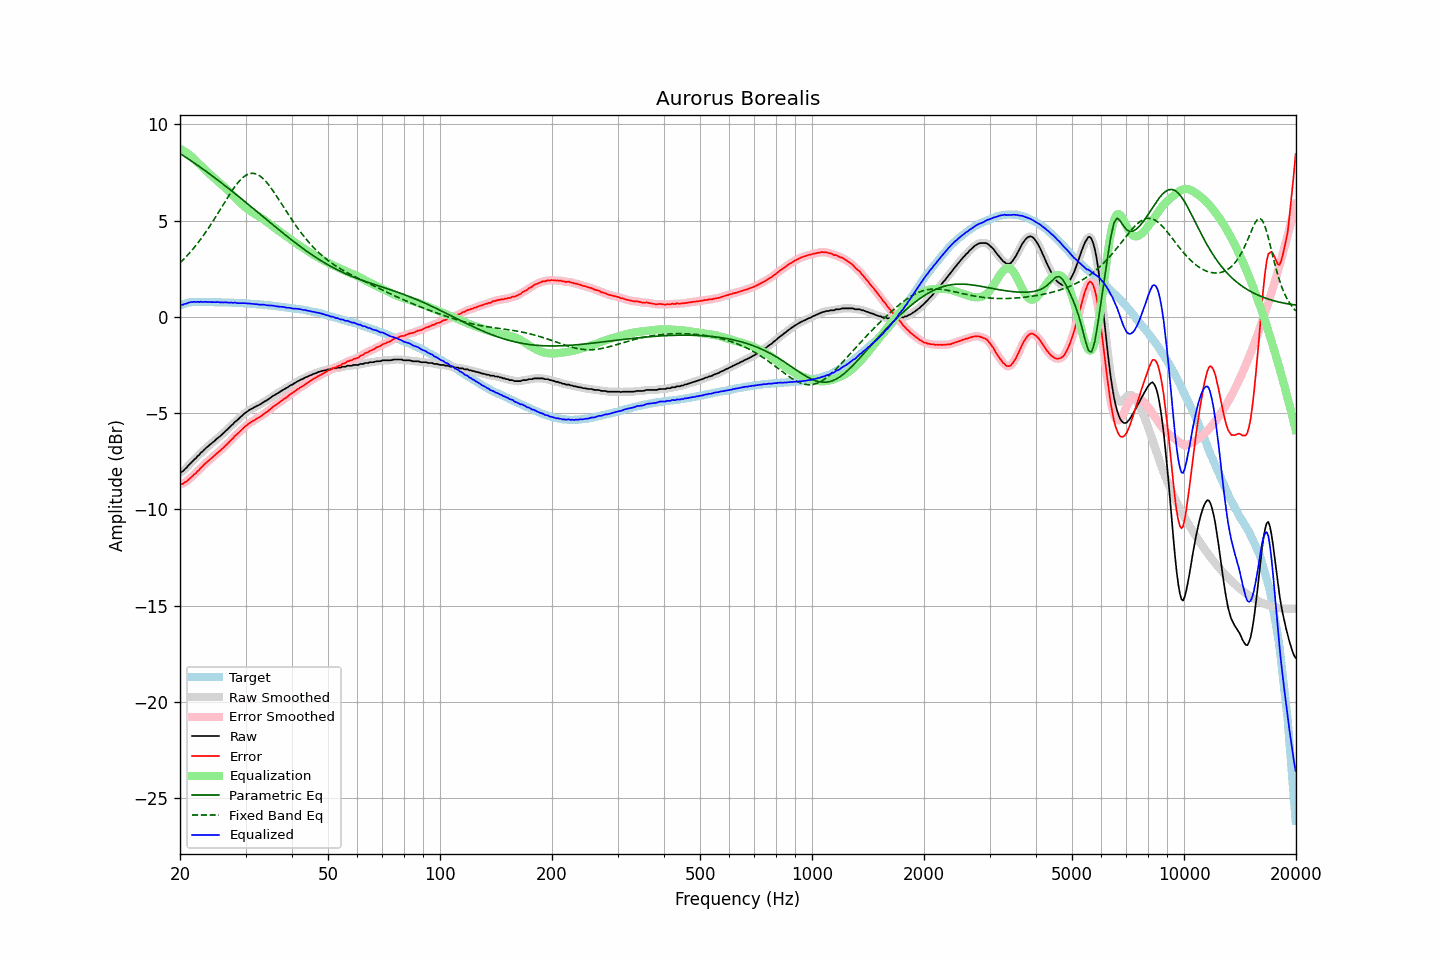 Aurorus Borealis
Amplitude (dBr)
10
5
0
−5
−10
−15
−20
−25
Target
Raw Smoothed
Error Smoothed
Raw
Error
Equalization
Parametric Eq
Fixed Band Eq
Equalized
20 50 100 200 500 1000 2000 5000 10000 20000
Frequency (Hz)